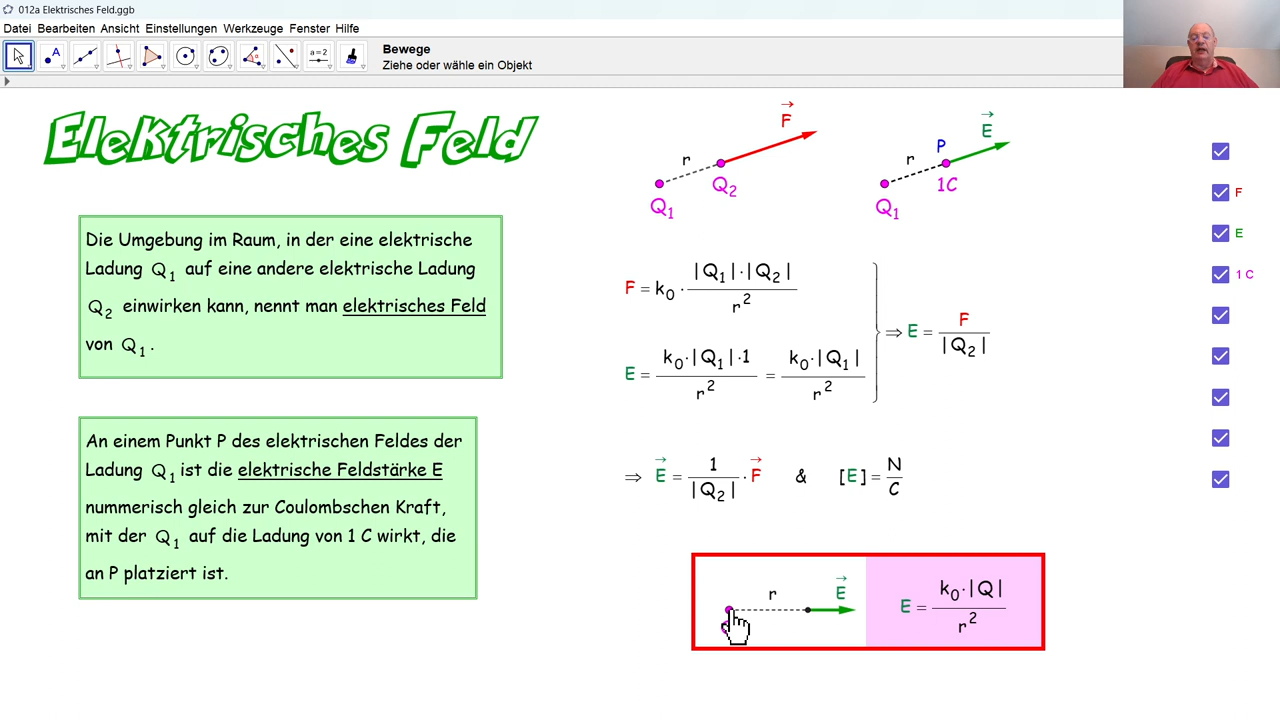 012a Elektrisches Feld.ggb
Datei Bearbeiten Ansicht Einstellungen Werkzeuge Fenster Hilfe
A
a=2
Bewege
Ziehe oder wähle ein Objekt
Elektrisches Feld
Die Umgebung im Raum, in der eine elektrische
Ladung Q₁ auf eine andere elektrische Ladung
Q₂ einwirken kann, nennt man elektrisches Feld
von Q₁.
An einem Punkt P des elektrischen Feldes der
Ladung Q₁ ist die elektrische Feldstärke E
nummerisch gleich zur Coulombschen Kraft,
mit der Q₁ auf die Ladung von 1 C wirkt, die
an P platziert ist.
F⃗
r
Q₂
Q₁
E⃗
P
r
1C
Q₁
F = k₀ · |Q₁|·|Q₂| / r²
E = k₀·|Q₁|·1 / r² = k₀·|Q₁| / r²
⇒ E = F / |Q₂|
⇒ E⃗ = 1 / |Q₂| · F⃗ & [E] = N / C
r
E⃗
E = k₀·|Q| / r²
F
E
1 C